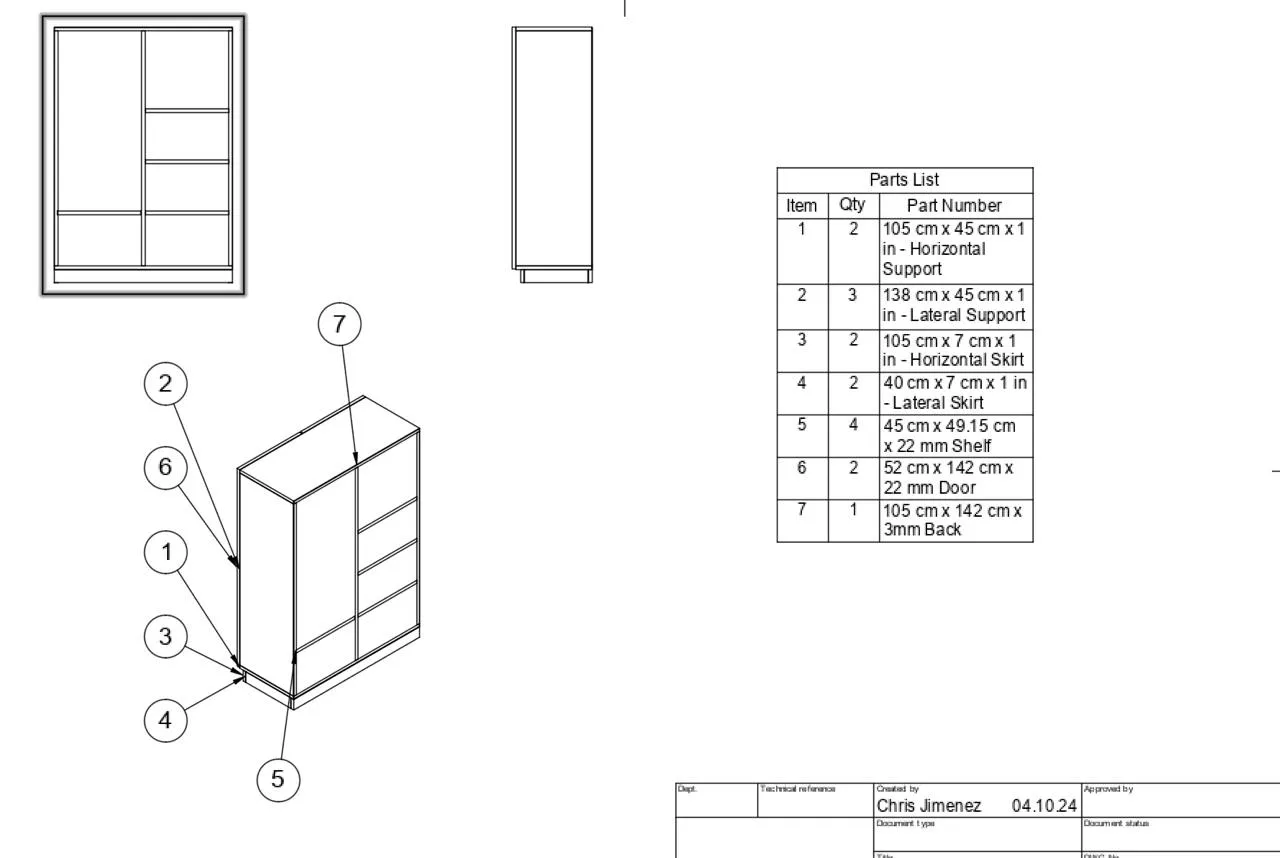 7
2
6
1
3
4
5
Parts List
Item Qty Part Number
1 2 105 cm x 45 cm x 1
in - Horizontal
Support
2 3 138 cm x 45 cm x 1
in - Lateral Support
3 2 105 cm x 7 cm x 1
in - Horizontal Skirt
4 2 40 cm x 7 cm x 1 in
- Lateral Skirt
5 4 45 cm x 49.15 cm
x 22 mm Shelf
6 2 52 cm x 142 cm x
22 mm Door
7 1 105 cm x 142 cm x
3mm Back
Dept. Technical reference Created by Approved by
Chris Jimenez 04.10.24
Document type Document status